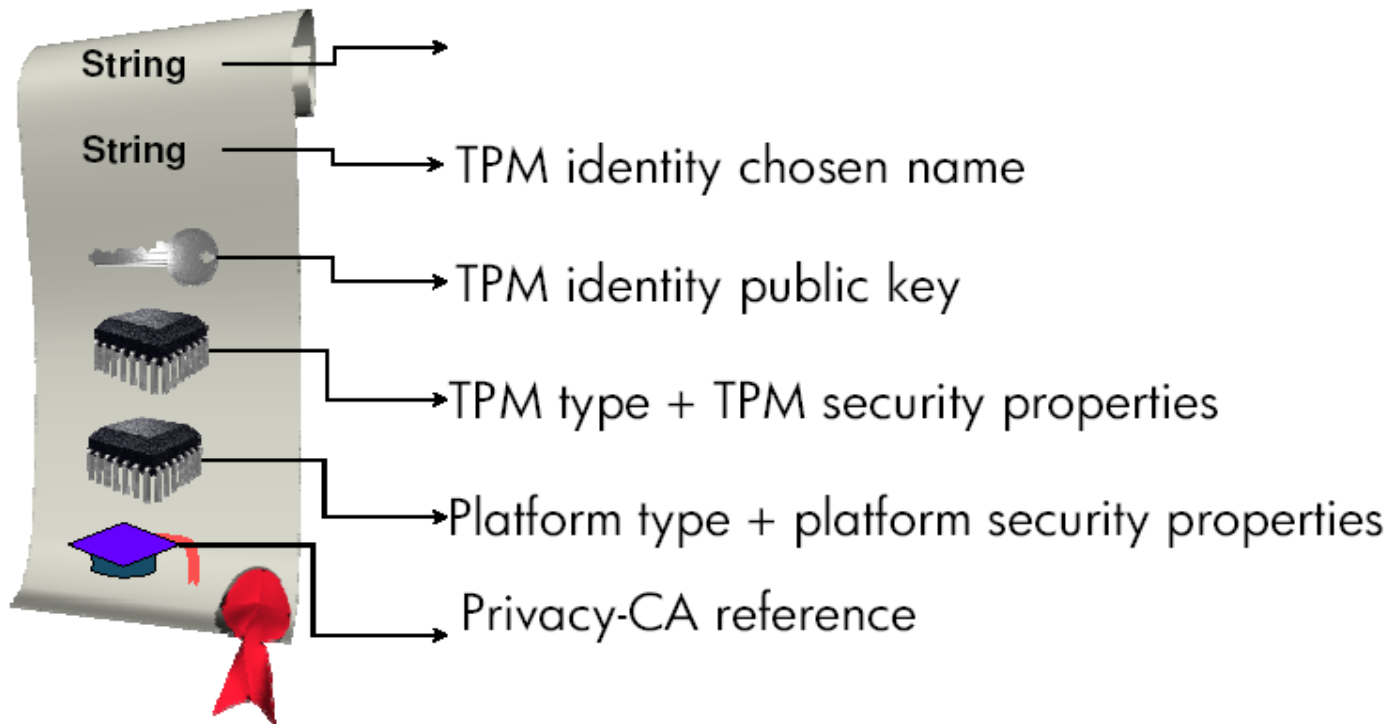 String
String
TPM identity chosen name
TPM identity public key
TPM type + TPM security properties
Platform type + platform security properties
Privacy-CA reference